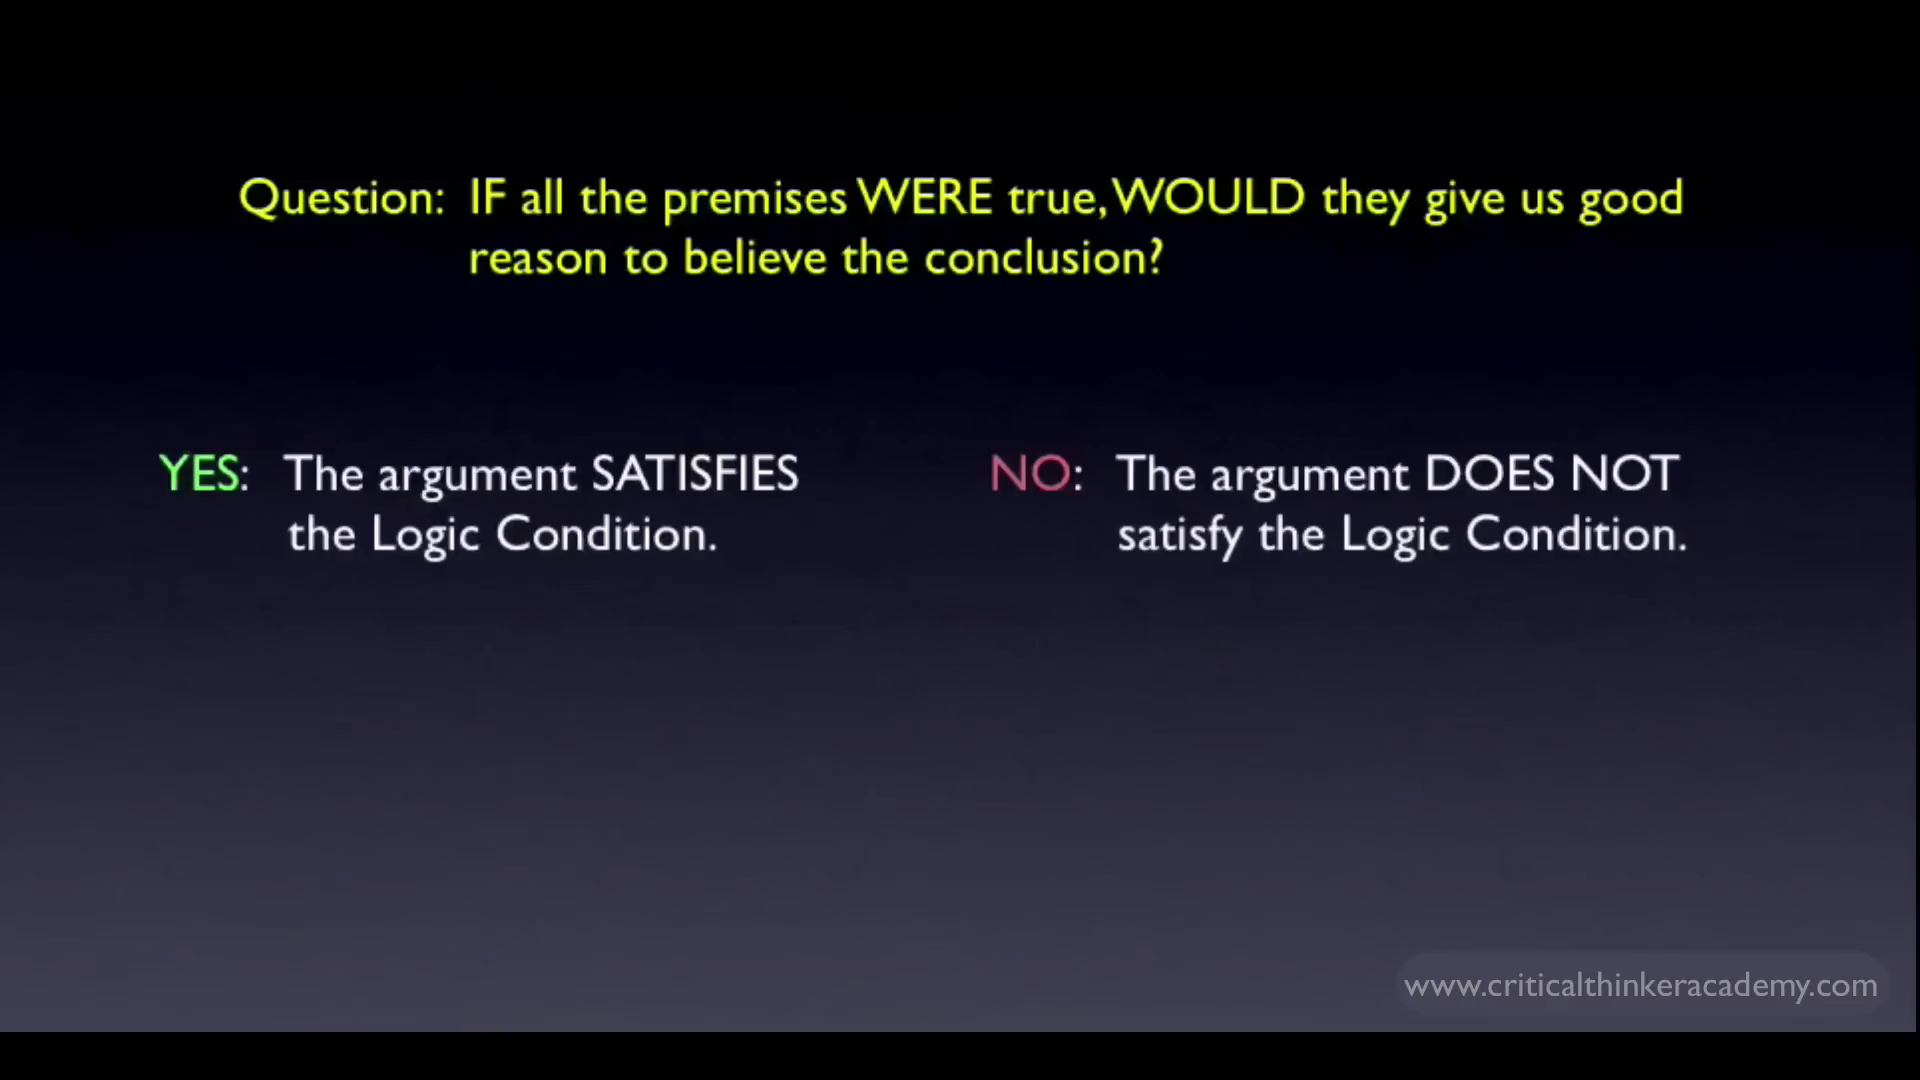 Question: IF all the premises WERE true, WOULD they give us good
reason to believe the conclusion?
YES: The argument SATISFIES
the Logic Condition.
NO: The argument DOES NOT
satisfy the Logic Condition.
www.criticalthinkeracademy.com